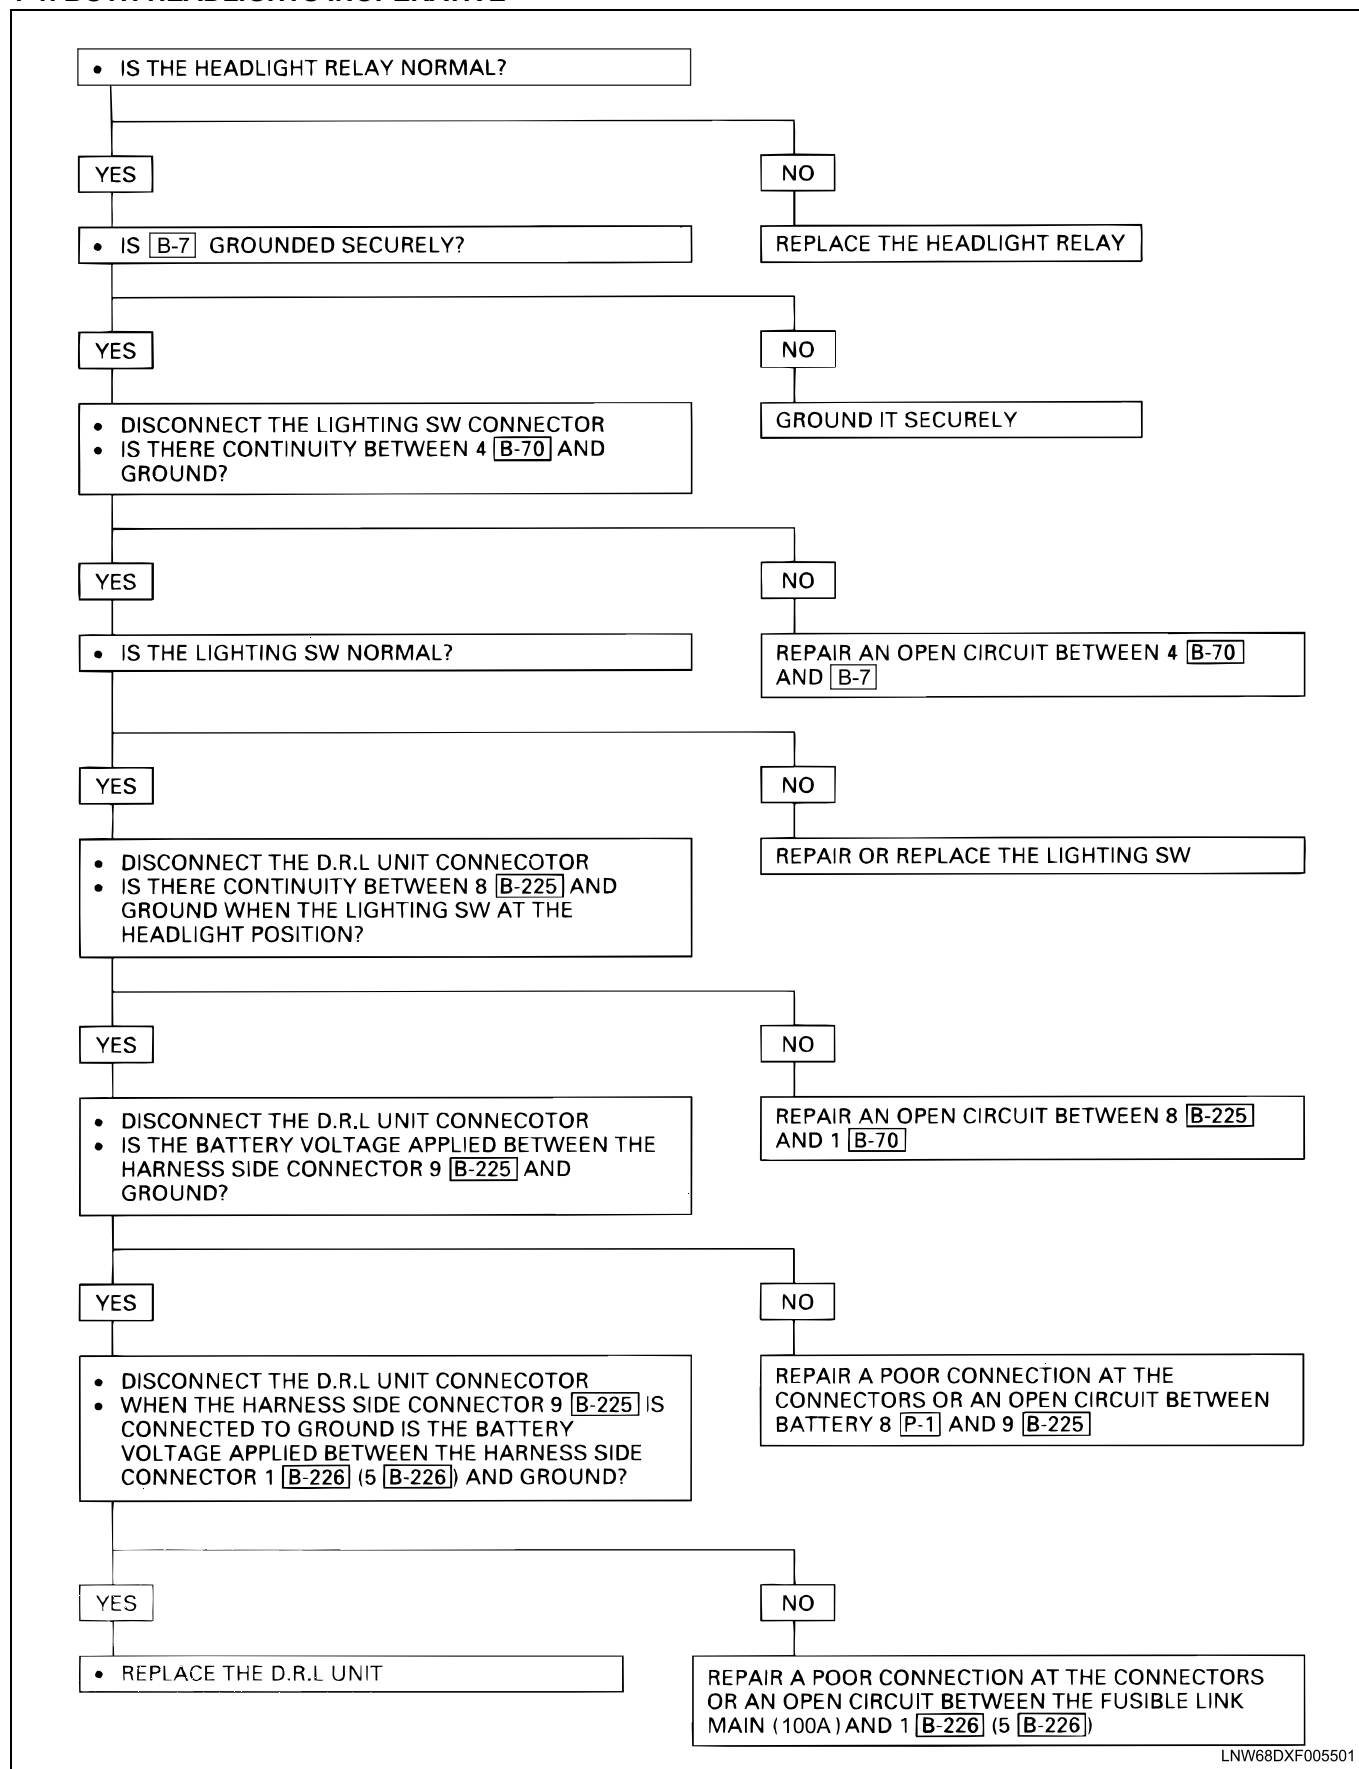 • IS THE HEADLIGHT RELAY NORMAL?
YES
NO
• IS B-7 GROUNDED SECURELY?
REPLACE THE HEADLIGHT RELAY
YES
NO
• DISCONNECT THE LIGHTING SW CONNECTOR
• IS THERE CONTINUITY BETWEEN 4 B-70 AND
GROUND?
GROUND IT SECURELY
YES
NO
• IS THE LIGHTING SW NORMAL?
REPAIR AN OPEN CIRCUIT BETWEEN 4 B-70
AND B-7
YES
NO
• DISCONNECT THE D.R.L UNIT CONNECOTOR
• IS THERE CONTINUITY BETWEEN 8 B-225 AND
GROUND WHEN THE LIGHTING SW AT THE
HEADLIGHT POSITION?
REPAIR OR REPLACE THE LIGHTING SW
YES
NO
• DISCONNECT THE D.R.L UNIT CONNECOTOR
• IS THE BATTERY VOLTAGE APPLIED BETWEEN THE
HARNESS SIDE CONNECTOR 9 B-225 AND
GROUND?
REPAIR AN OPEN CIRCUIT BETWEEN 8 B-225
AND 1 B-70
YES
NO
• DISCONNECT THE D.R.L UNIT CONNECOTOR
• WHEN THE HARNESS SIDE CONNECTOR 9 B-225 IS
CONNECTED TO GROUND IS THE BATTERY
VOLTAGE APPLIED BETWEEN THE HARNESS SIDE
CONNECTOR 1 B-226 (5 B-226) AND GROUND?
REPAIR A POOR CONNECTION AT THE
CONNECTORS OR AN OPEN CIRCUIT BETWEEN
BATTERY 8 P-1 AND 9 B-225
YES
NO
• REPLACE THE D.R.L UNIT
REPAIR A POOR CONNECTION AT THE CONNECTORS
OR AN OPEN CIRCUIT BETWEEN THE FUSIBLE LINK
MAIN (100A) AND 1 B-226 (5 B-226)
LNW68DXF005501